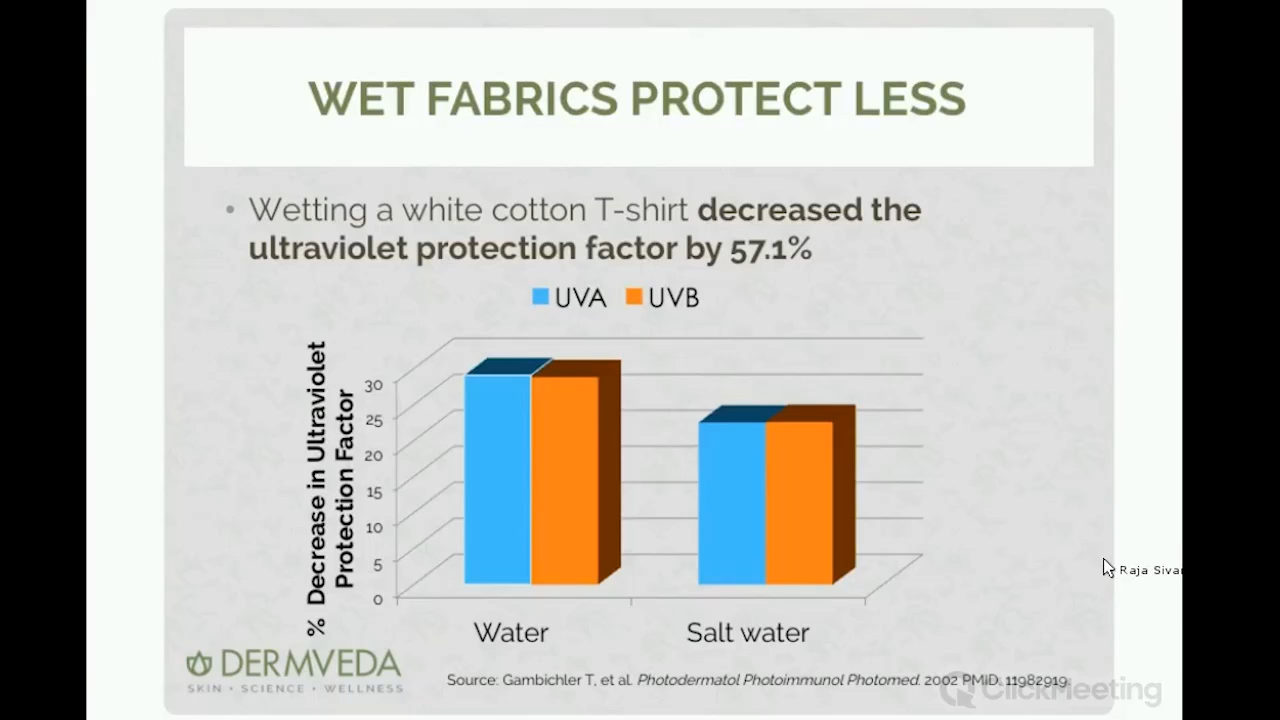 WET FABRICS PROTECT LESS
• Wetting a white cotton T-shirt decreased the
ultraviolet protection factor by 57.1%
UVA UVB
% Decrease in Ultraviolet
Protection Factor
30
25
20
15
10
5
0
Water Salt water
Raja
DERMVEDA
SKIN • SCIENCE • WELLNESS
Source: Gambichler T, et al. Photodermatol Photoimmunol Photomed. 2002 PMID: 11982919
ClickMeeting